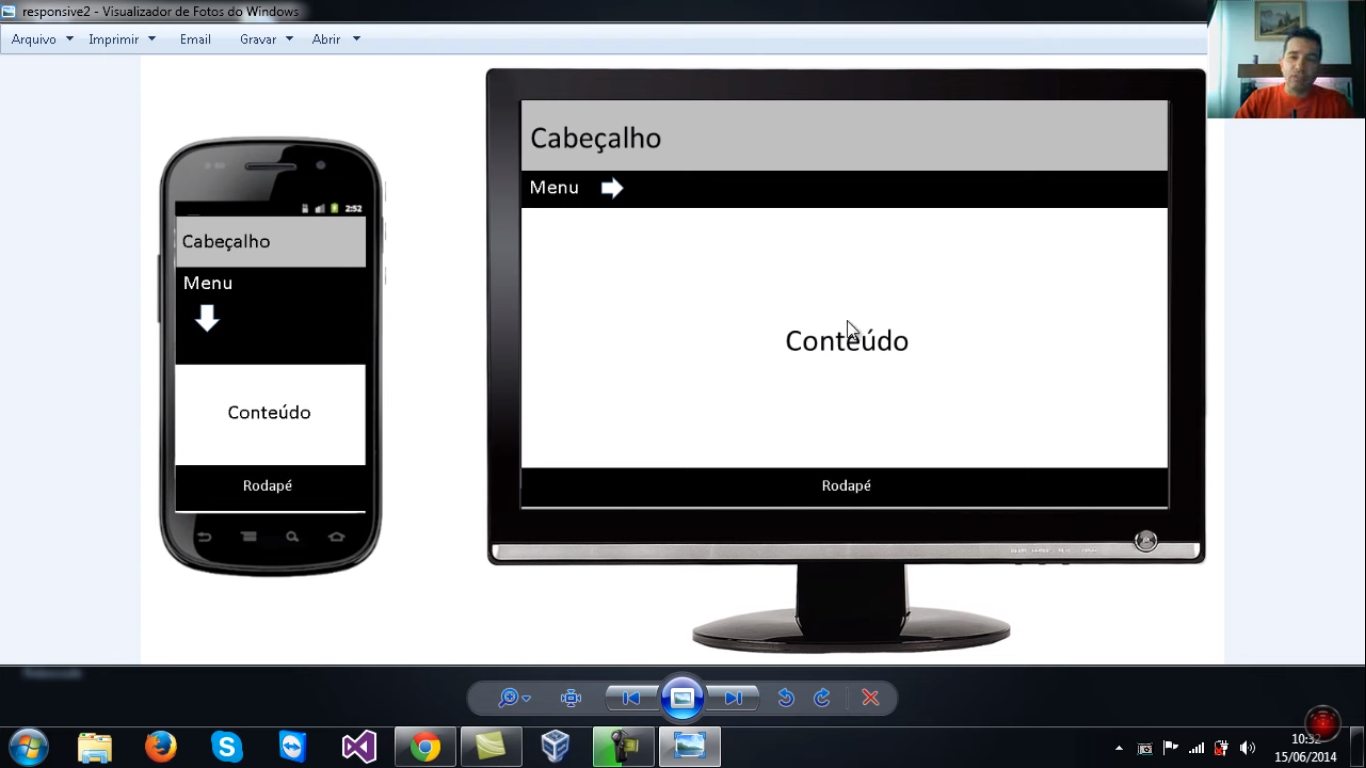 responsive2 - Visualizador de Fotos do Windows
Arquivo Imprimir Email Gravar Abrir
2:52
Cabeçalho
Menu
Conteúdo
Rodapé
Cabeçalho
Menu
Conteúdo
Rodapé
10:32
15/06/2014